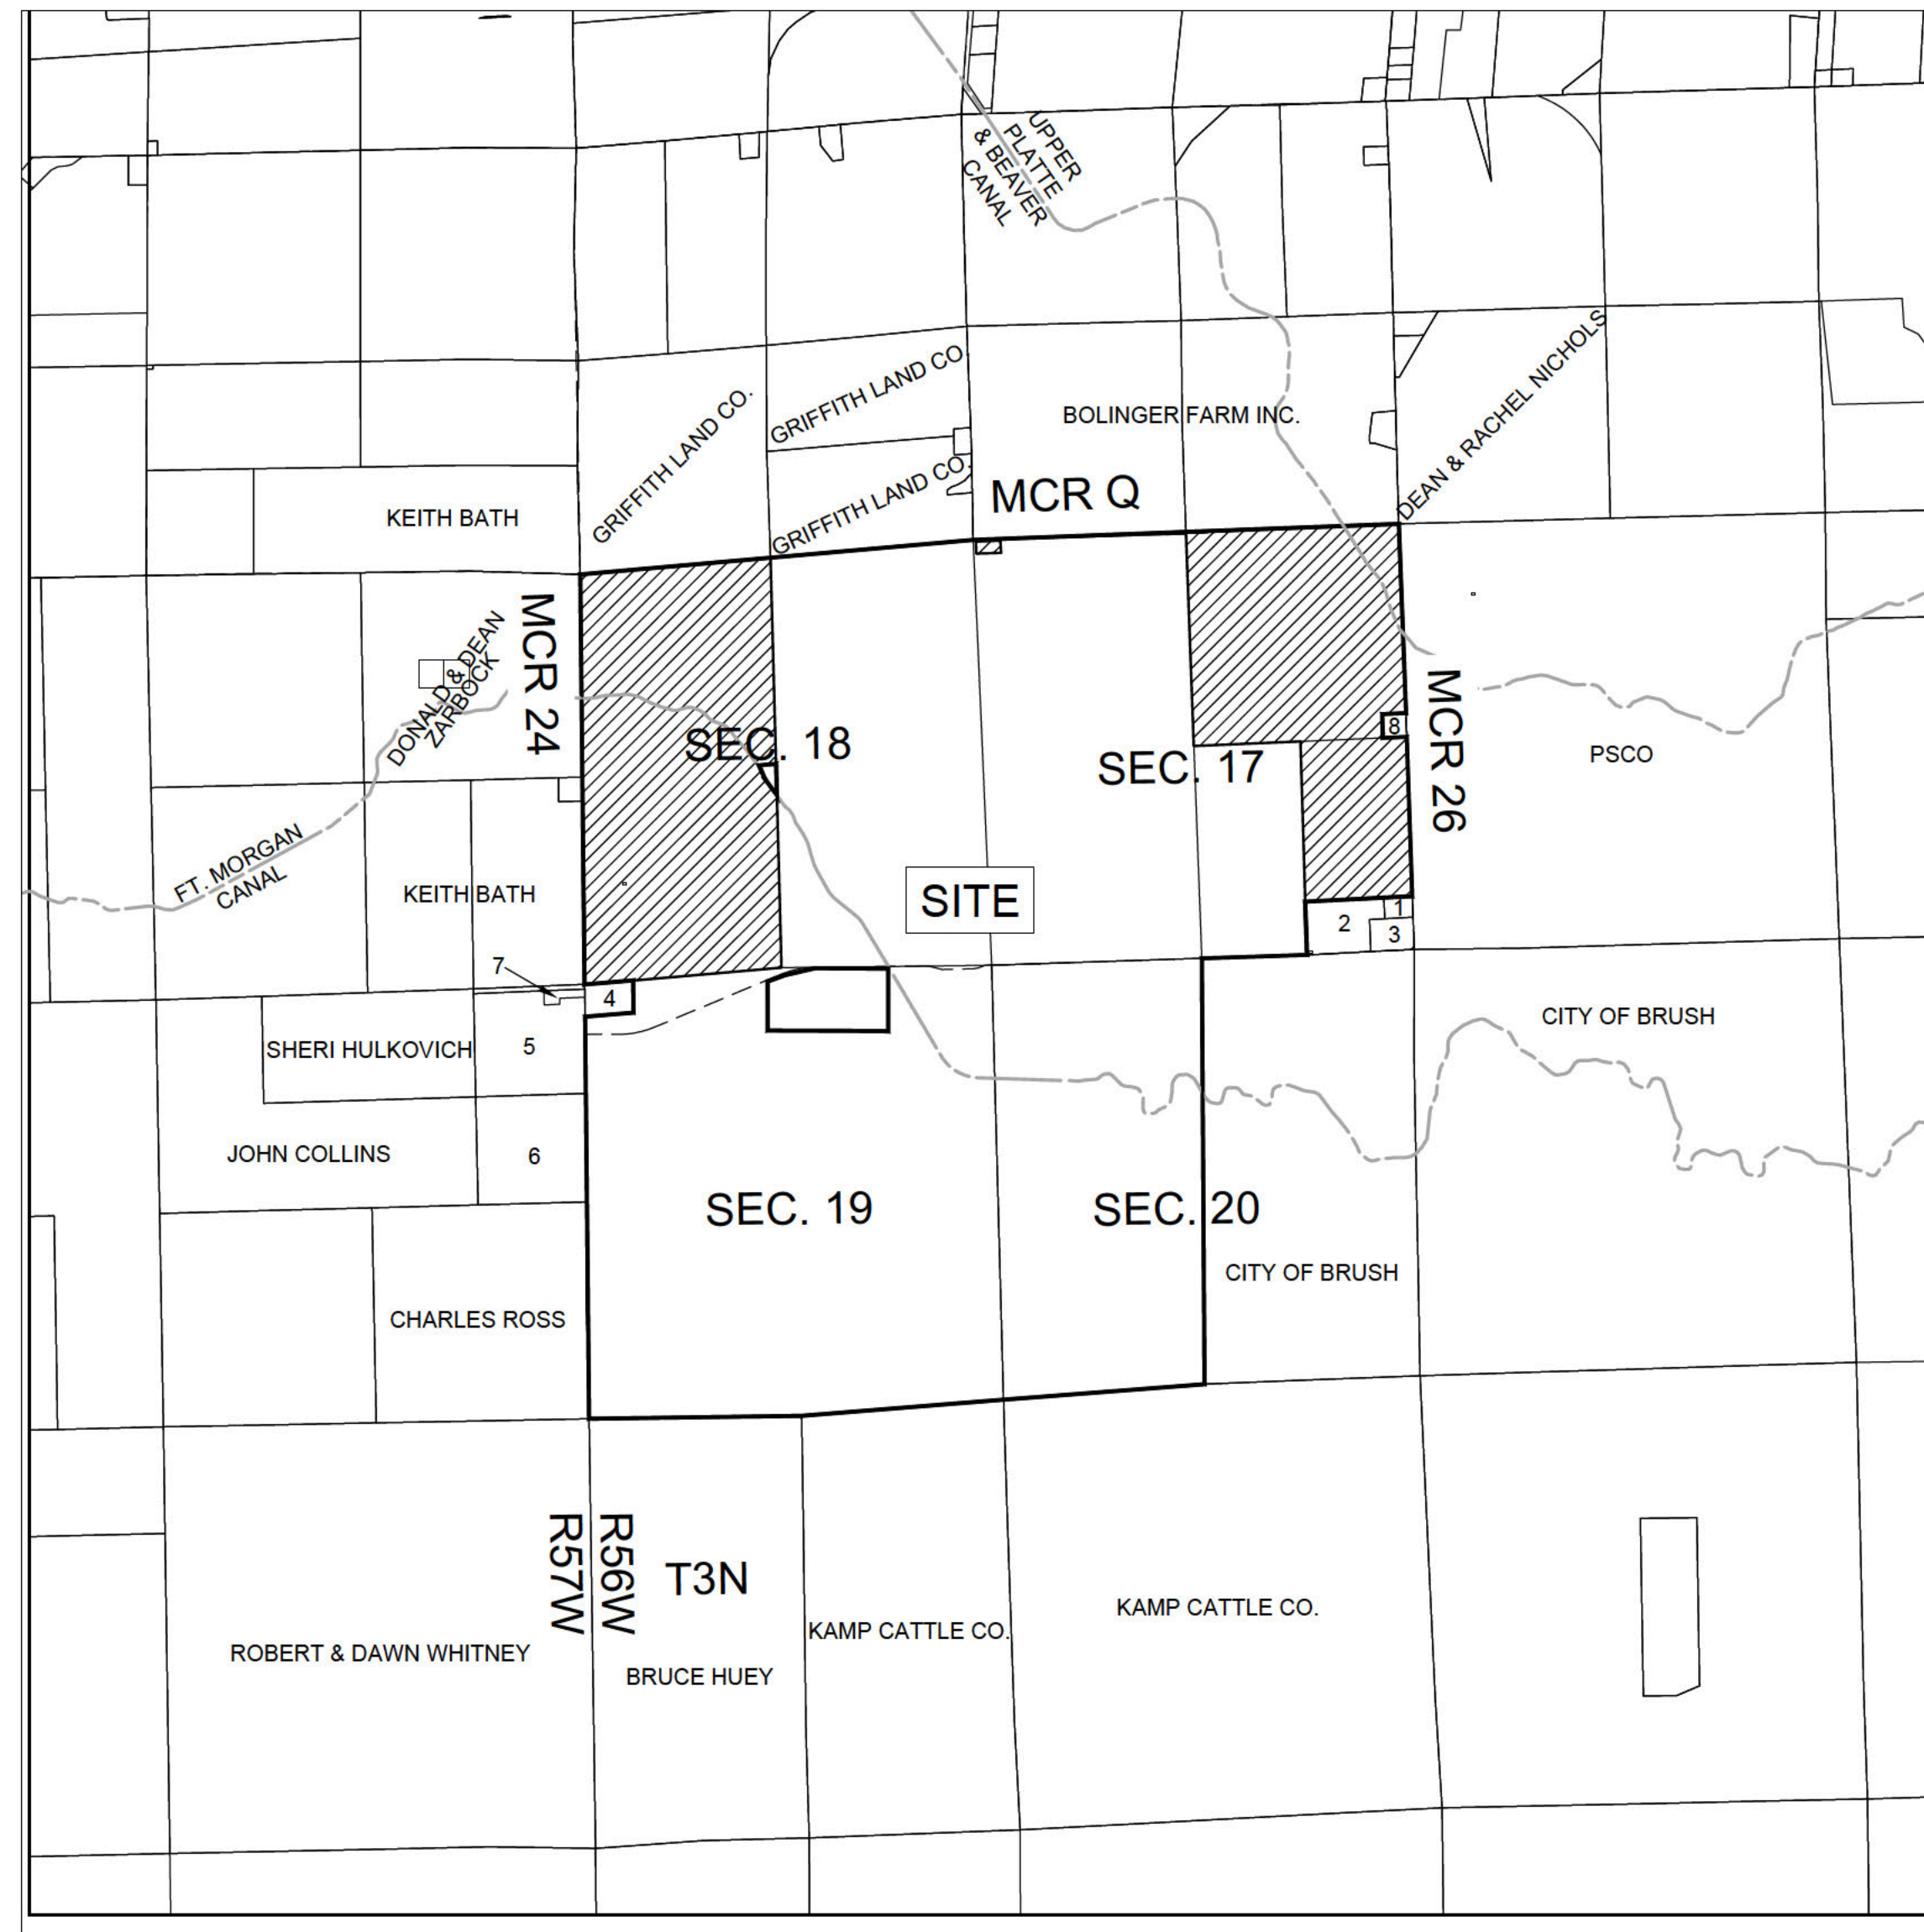 UPPER
PLATTE
& BEAVER
CANAL
GRIFFITH LAND CO.
GRIFFITH LAND CO.
GRIFFITH LAND CO.
BOLINGER FARM INC.
DEAN & RACHEL NICHOLS
MCR Q
KEITH BATH
DONALD & DEAN
ZARBOCK
MCR 24
SEC. 18
SEC. 17
8
MCR 26
PSCO
FT. MORGAN
CANAL
KEITH BATH
SITE
1
2
3
7
4
SHERI HULKOVICH
5
CITY OF BRUSH
JOHN COLLINS
6
SEC. 19
SEC. 20
CITY OF BRUSH
CHARLES ROSS
R57W
R56W
T3N
KAMP CATTLE CO.
KAMP CATTLE CO.
ROBERT & DAWN WHITNEY
BRUCE HUEY